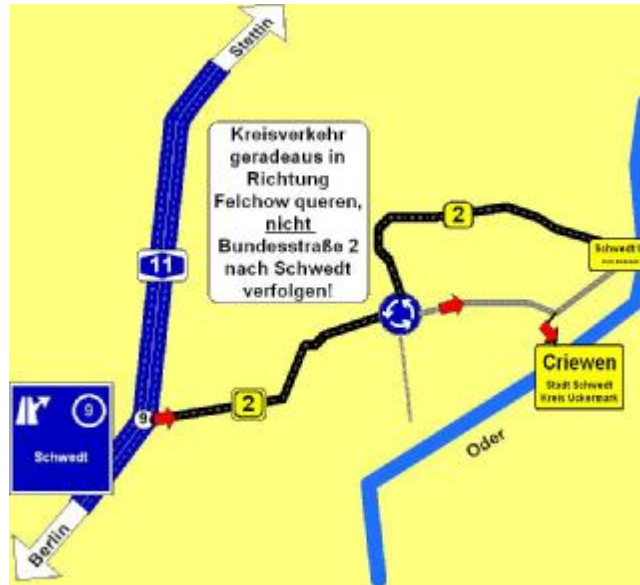 Stettin
Kreisverkehr
geradeaus in
Richtung
Felchow queren,
nicht
Bundesstraße 2
nach Schwedt
verfolgen!
2
Schwedt
11
Criewen
Stadt Schwedt
Kreis Uckermark
9
9
2
Schwedt
Oder
Berlin